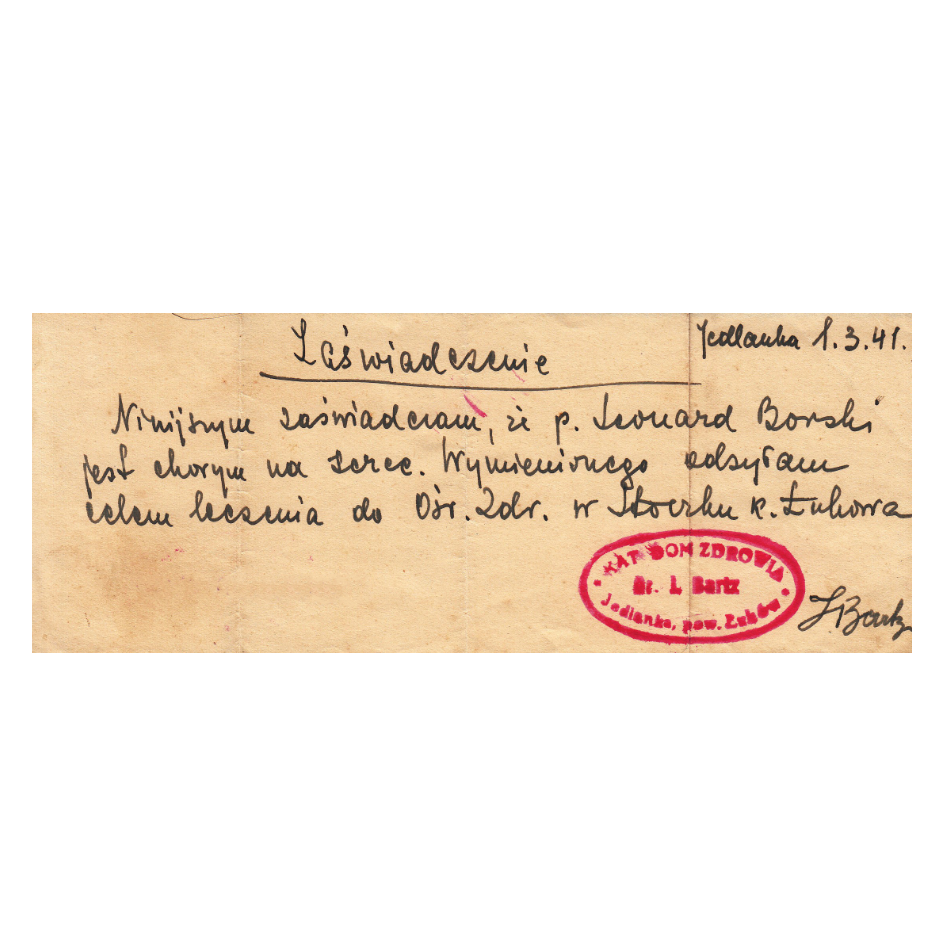 Jedlanka 1.3.41.
Zaświadczenie
Niniejszym zaświadczam, że p. Leonard Borski
jest chorym na serce. Wymienionego odsyłam
celem leczenia do Ośr. Zdr. w Stoczku k. Łukowa
KAT. DOM ZDROWIA
Dr. I. Bartz
Jedlanka, pow. Łuków
I Bartz